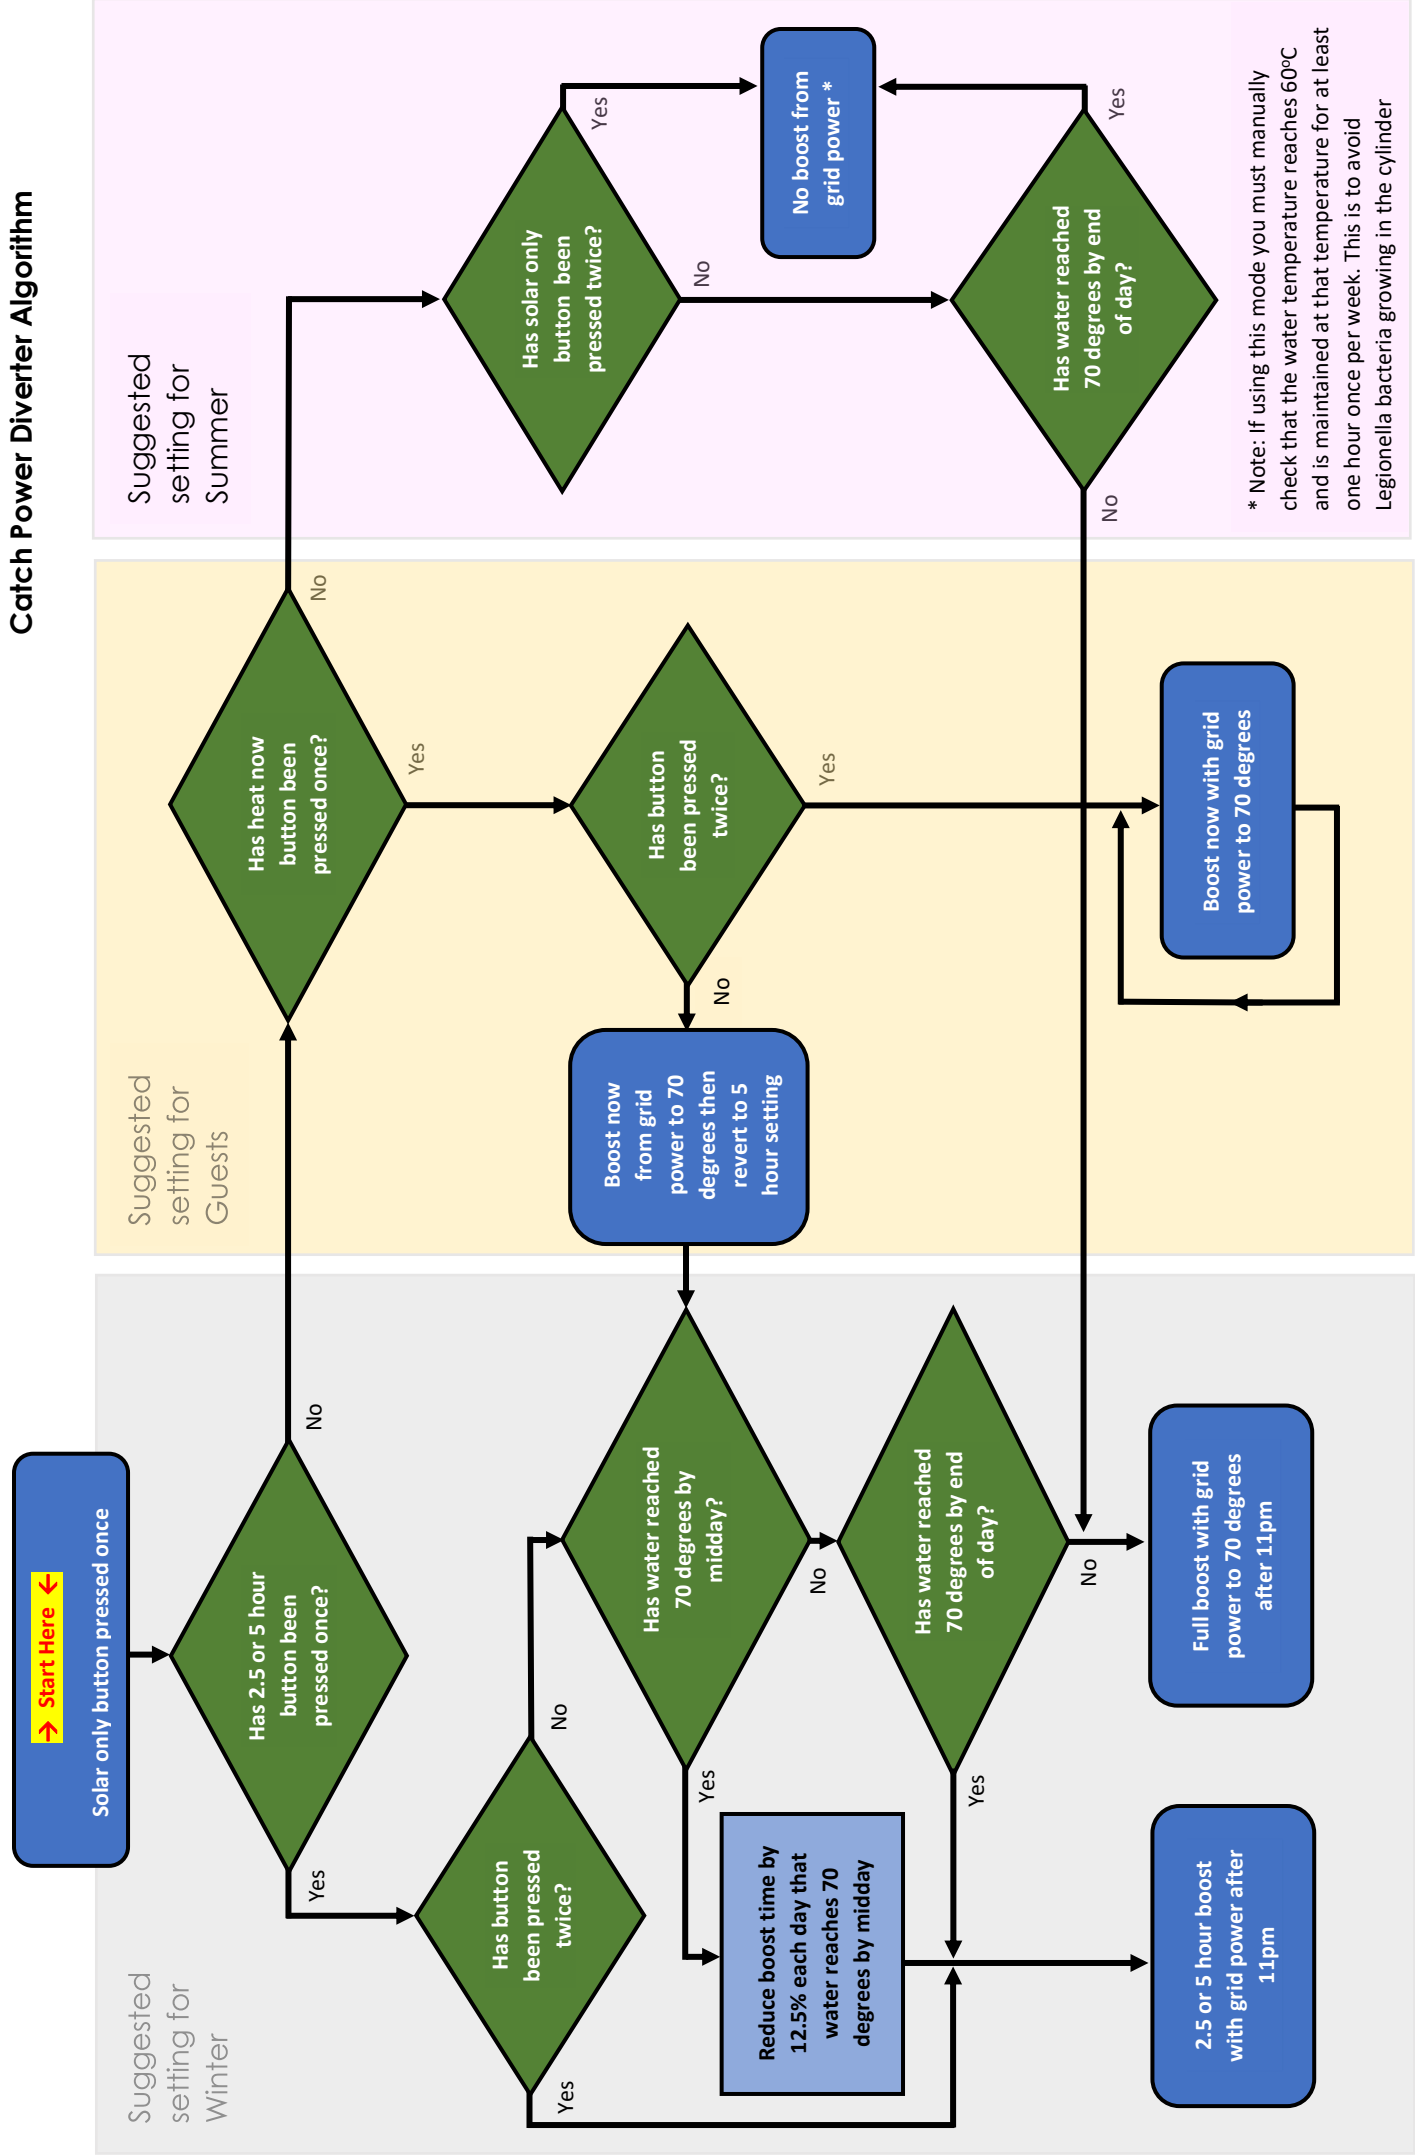 Catch Power Diverter Algorithm
→ Start Here ←
Solar only button pressed once
Suggested
setting for
Winter
Has 2.5 or 5 hour
button been
pressed once?
Yes
No
Has button
been pressed
twice?
Yes
No
Has water reached
70 degrees by
midday?
Yes
No
Reduce boost time by
12.5% each day that
water reaches 70
degrees by midday
Has water reached
70 degrees by end
of day?
Yes
No
2.5 or 5 hour boost
with grid power after
11pm
Full boost with grid
power to 70 degrees
after 11pm
Suggested
setting for
Guests
Has heat now
button been
pressed once?
Yes
No
Has button
been pressed
twice?
No
Yes
Boost now
from grid
power to 70
degrees then
revert to 5
hour setting
Boost now with grid
power to 70 degrees
Suggested
setting for
Summer
Has solar only
button been
pressed twice?
Yes
No
No boost from
grid power *
Has water reached
70 degrees by end
of day?
Yes
No
* Note: If using this mode you must manually
check that the water temperature reaches 60ºC
and is maintained at that temperature for at least
one hour once per week. This is to avoid
Legionella bacteria growing in the cylinder